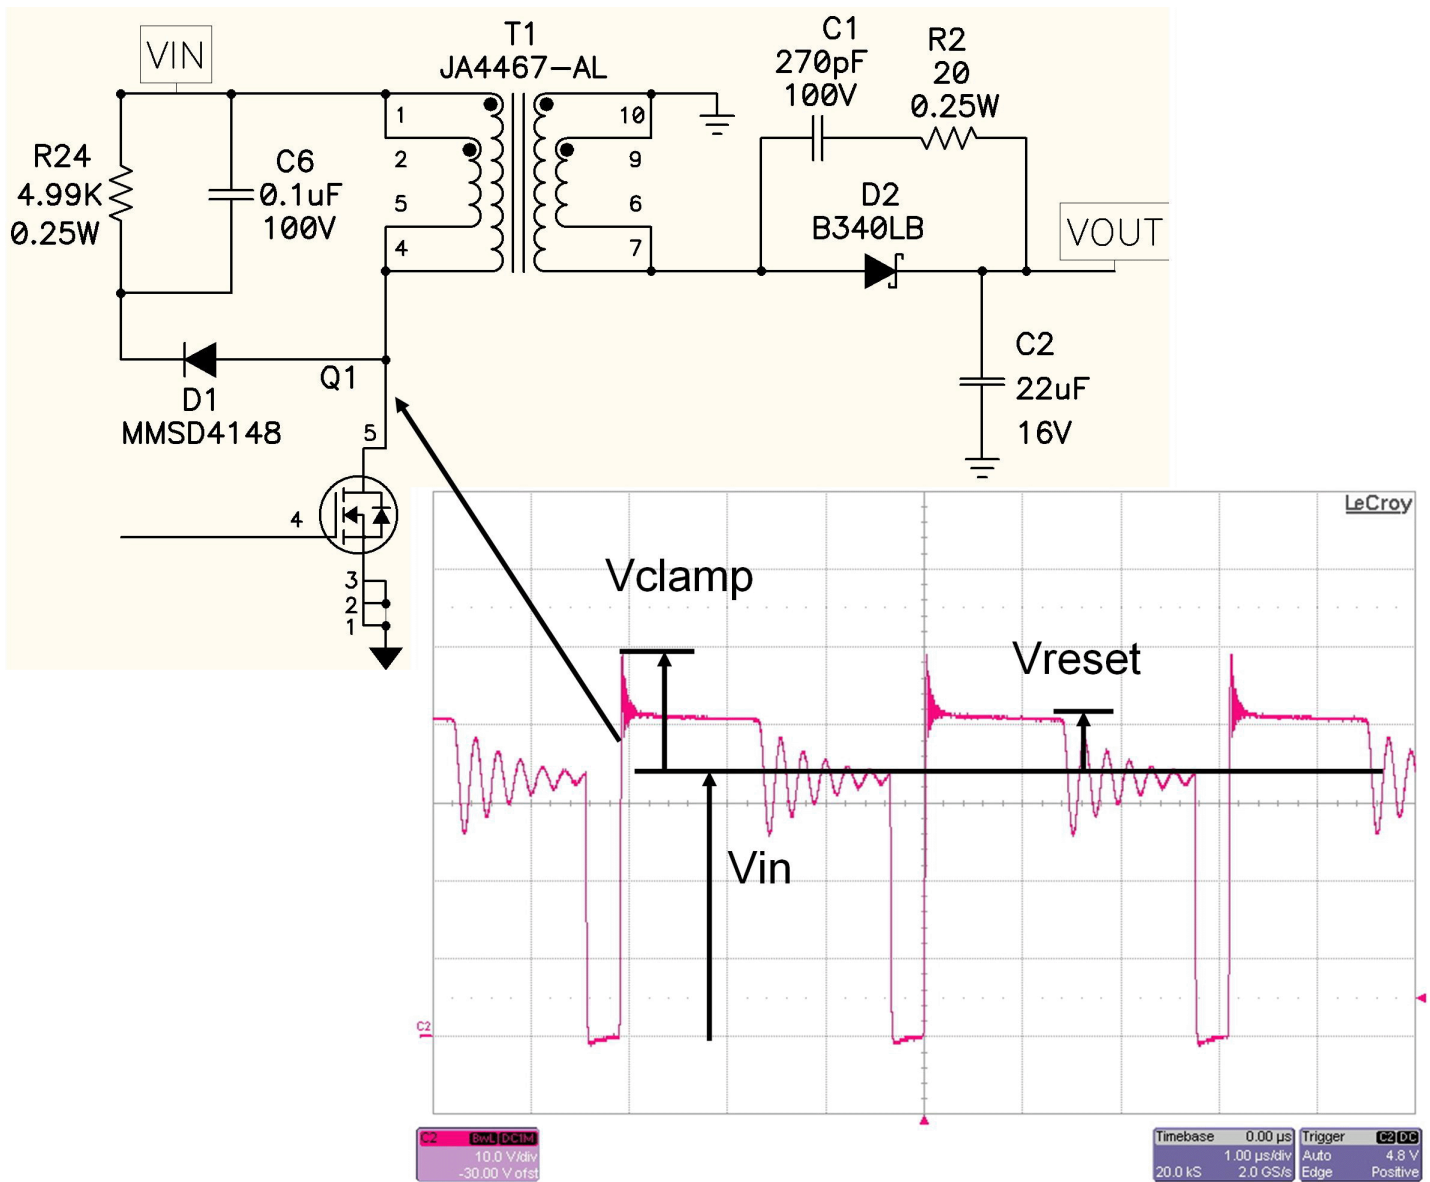 VIN
T1
JA4467-AL
C1
270pF
100V
R2
20
0.25W
1
2
5
4
10
9
6
7
R24
4.99K
0.25W
C6
0.1uF
100V
D2
B340LB
VOUT
D1
MMSD4148
Q1
5
4
3
2
1
C2
22uF
16V
LeCroy
Vclamp
Vreset
Vin
C2
C2 BwL DC1M
10.0 V/div
-30.00 V ofst
Timebase 0.00 µs
1.00 µs/div
20.0 kS 2.0 GS/s
Trigger C2 DC
Auto 4.8 V
Edge Positive